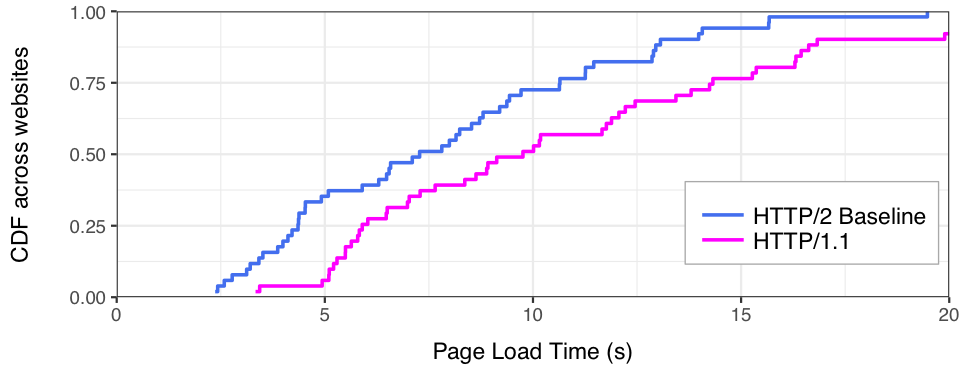 CDF across websites
1.00
0.75
0.50
0.25
0.00
HTTP/2 Baseline
HTTP/1.1
0 5 10 15 20
Page Load Time (s)